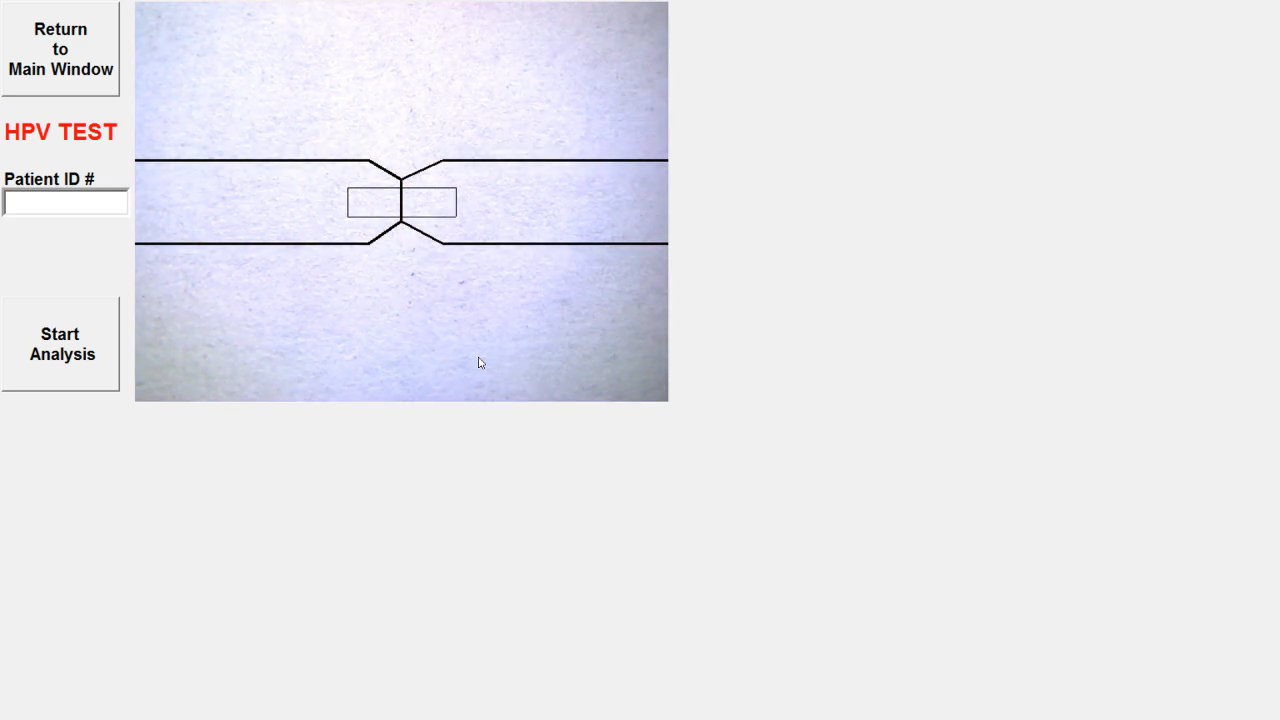 Return
to
Main Window
HPV TEST
Patient ID #
Start
Analysis